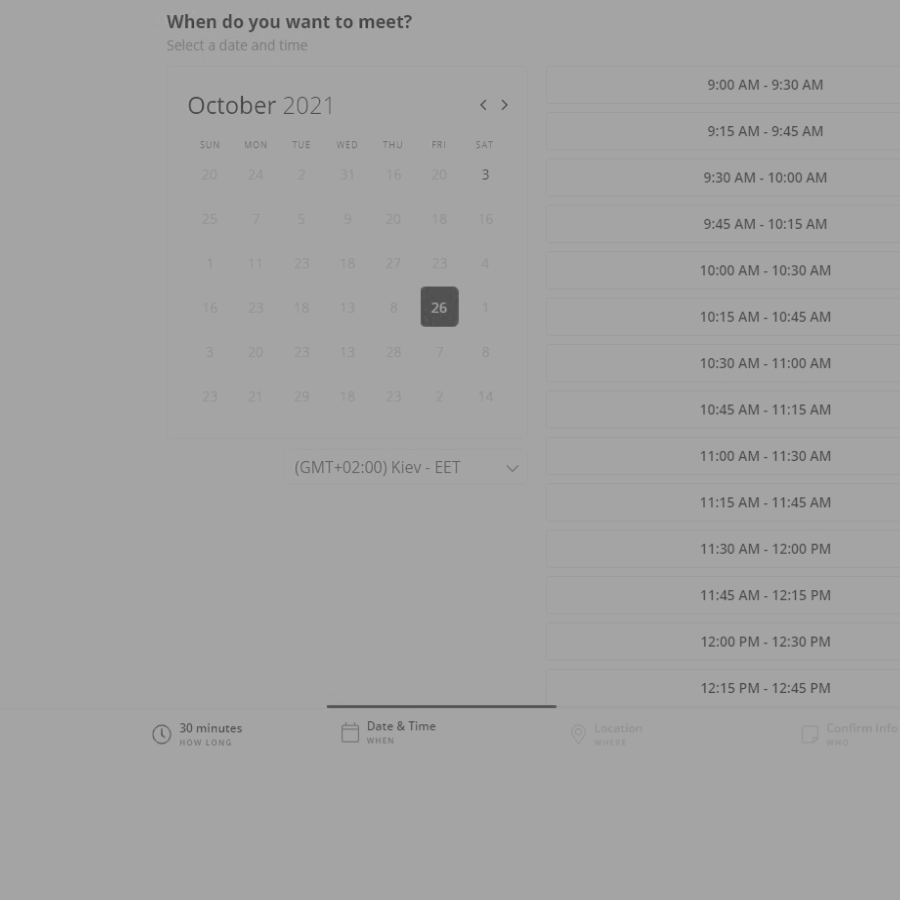 When do you want to meet?
Select a date and time
October 2021
SUN MON TUE WED THU FRI SAT
20 24 2 31 16 20 3
25 7 5 9 20 18 16
1 11 23 18 27 23 4
16 23 18 13 8 26 1
3 20 23 13 28 7 8
23 21 29 18 23 2 14
(GMT+02:00) Kiev - EET
9:00 AM - 9:30 AM
9:15 AM - 9:45 AM
9:30 AM - 10:00 AM
9:45 AM - 10:15 AM
10:00 AM - 10:30 AM
10:15 AM - 10:45 AM
10:30 AM - 11:00 AM
10:45 AM - 11:15 AM
11:00 AM - 11:30 AM
11:15 AM - 11:45 AM
11:30 AM - 12:00 PM
11:45 AM - 12:15 PM
12:00 PM - 12:30 PM
12:15 PM - 12:45 PM
30 minutes
HOW LONG
Date & Time
WHEN
Location
WHERE
Confirm Info
WHO